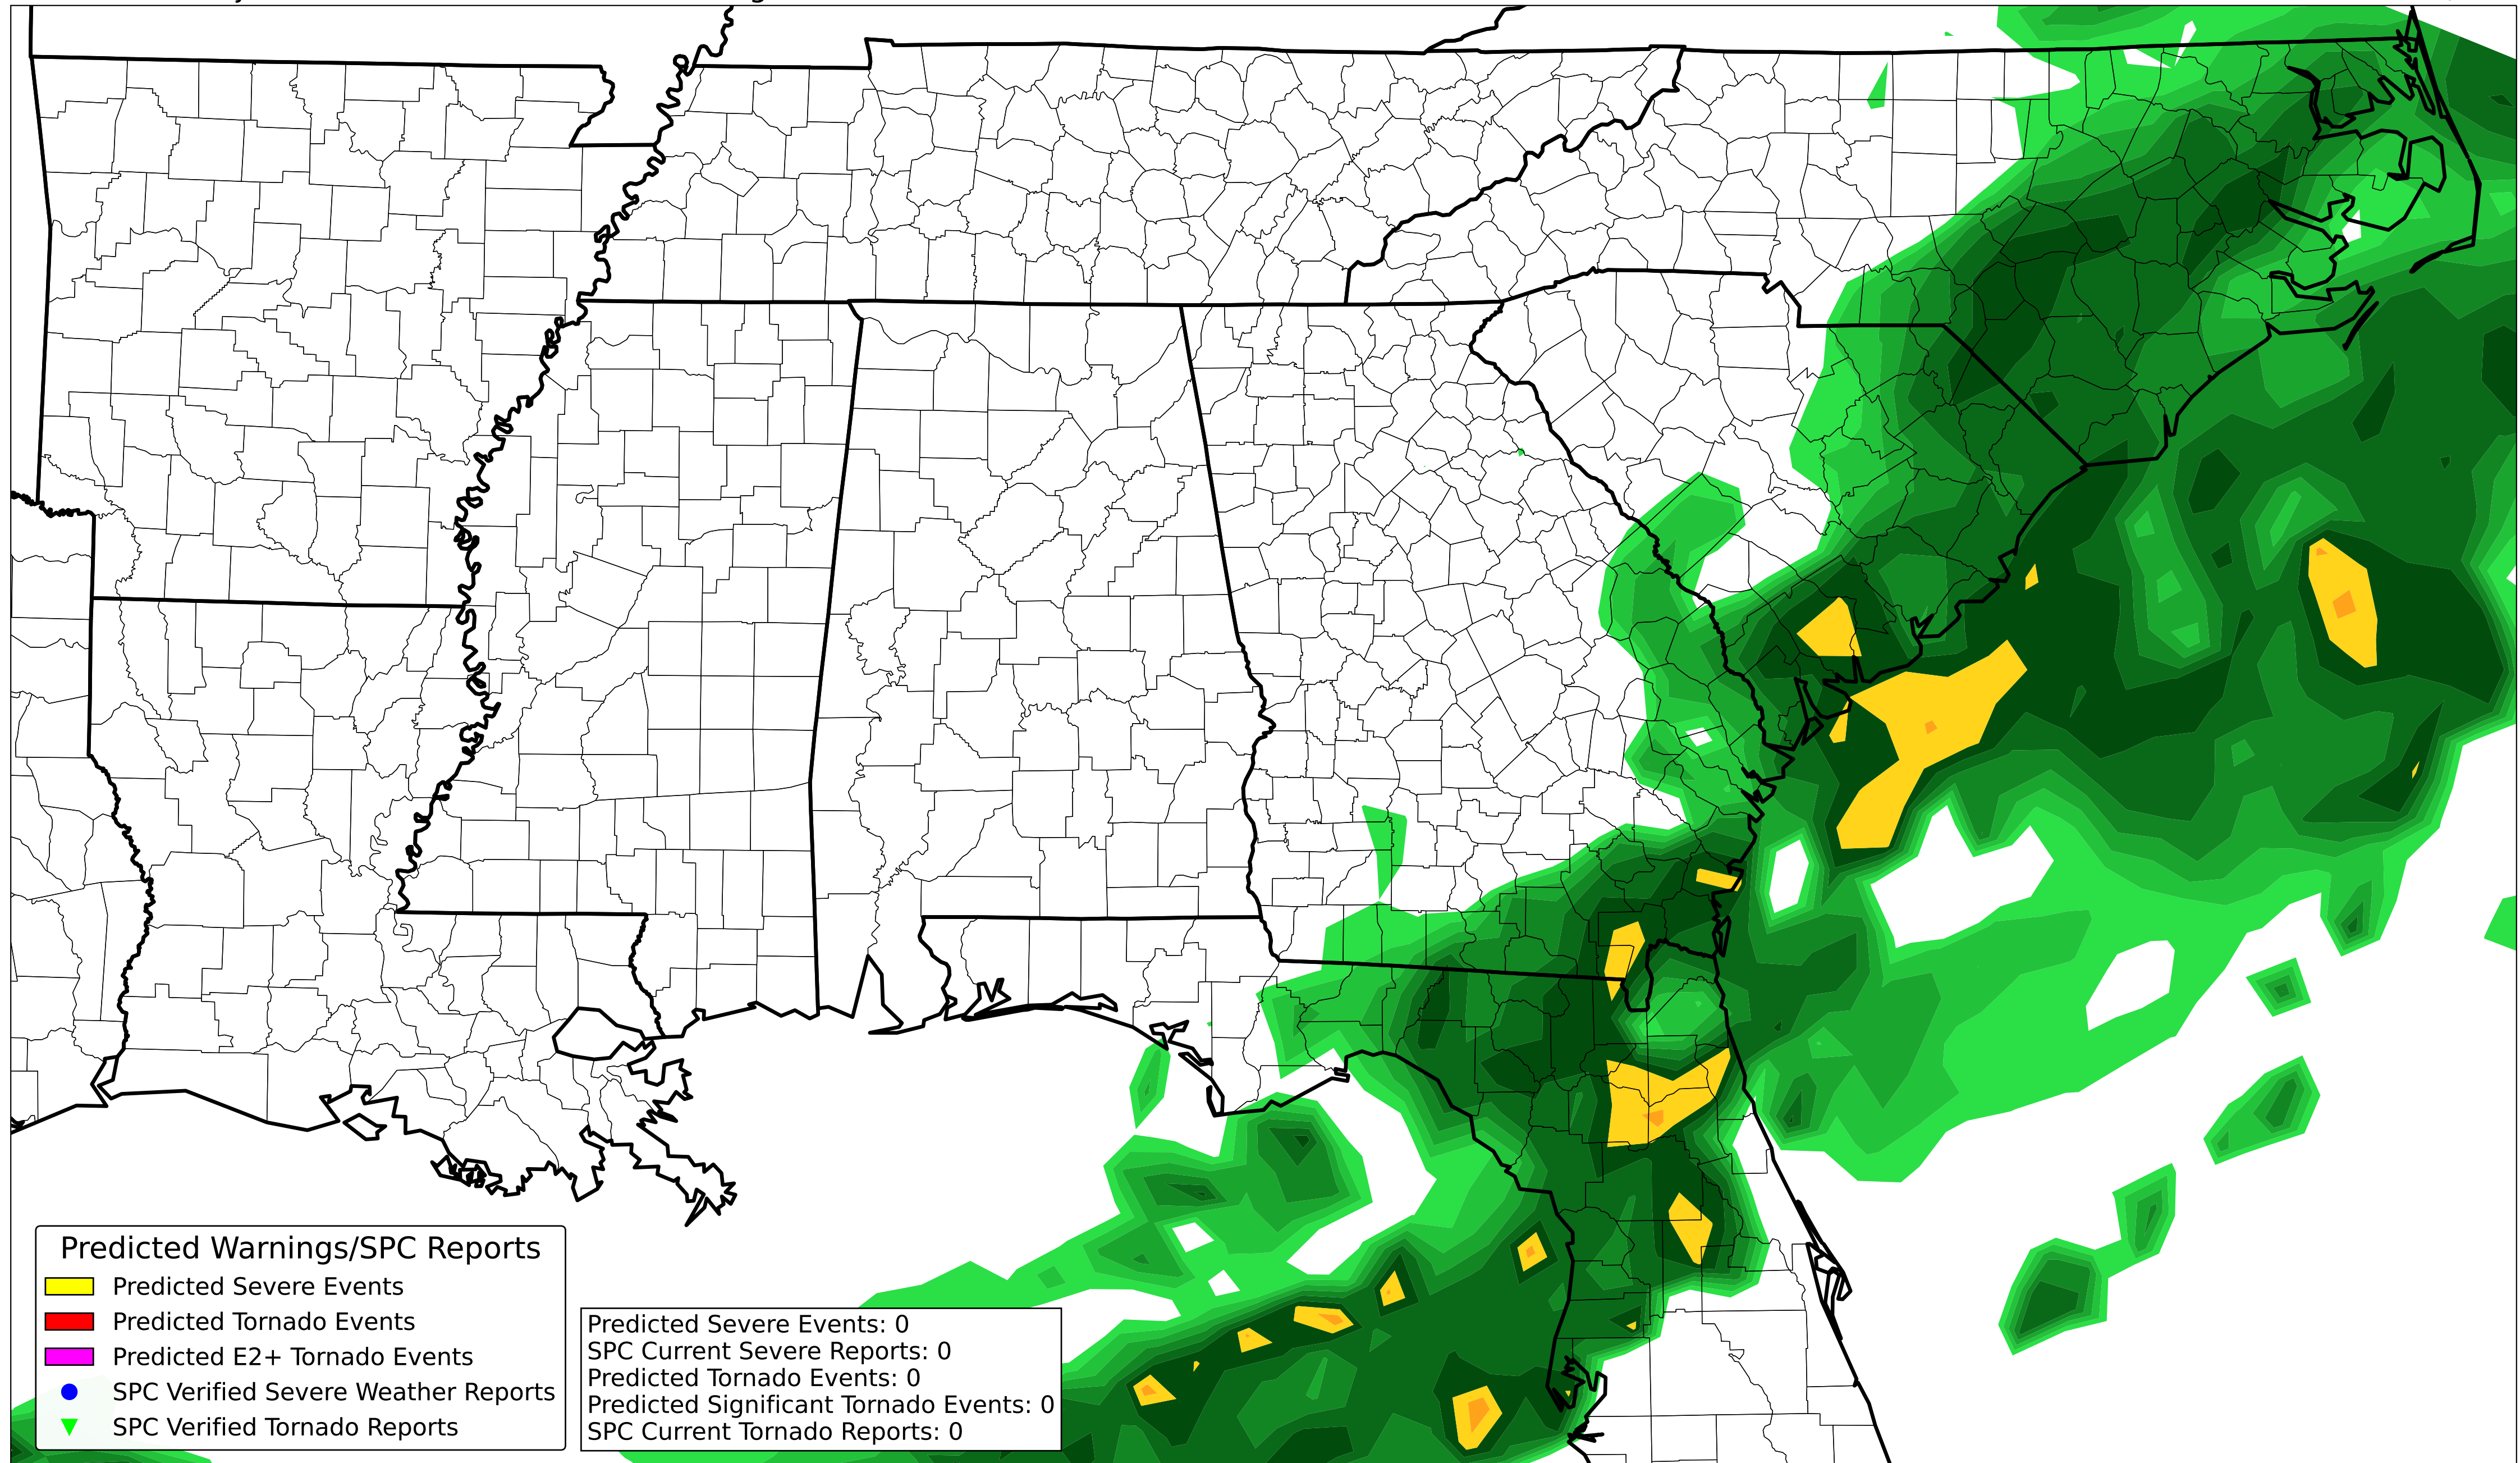 Predicted Warnings/SPC Reports
Predicted Severe Events
Predicted Tornado Events
Predicted E2+ Tornado Events
SPC Verified Severe Weather Reports
SPC Verified Tornado Reports
Predicted Severe Events: 0
SPC Current Severe Reports: 0
Predicted Tornado Events: 0
Predicted Significant Tornado Events: 0
SPC Current Tornado Reports: 0